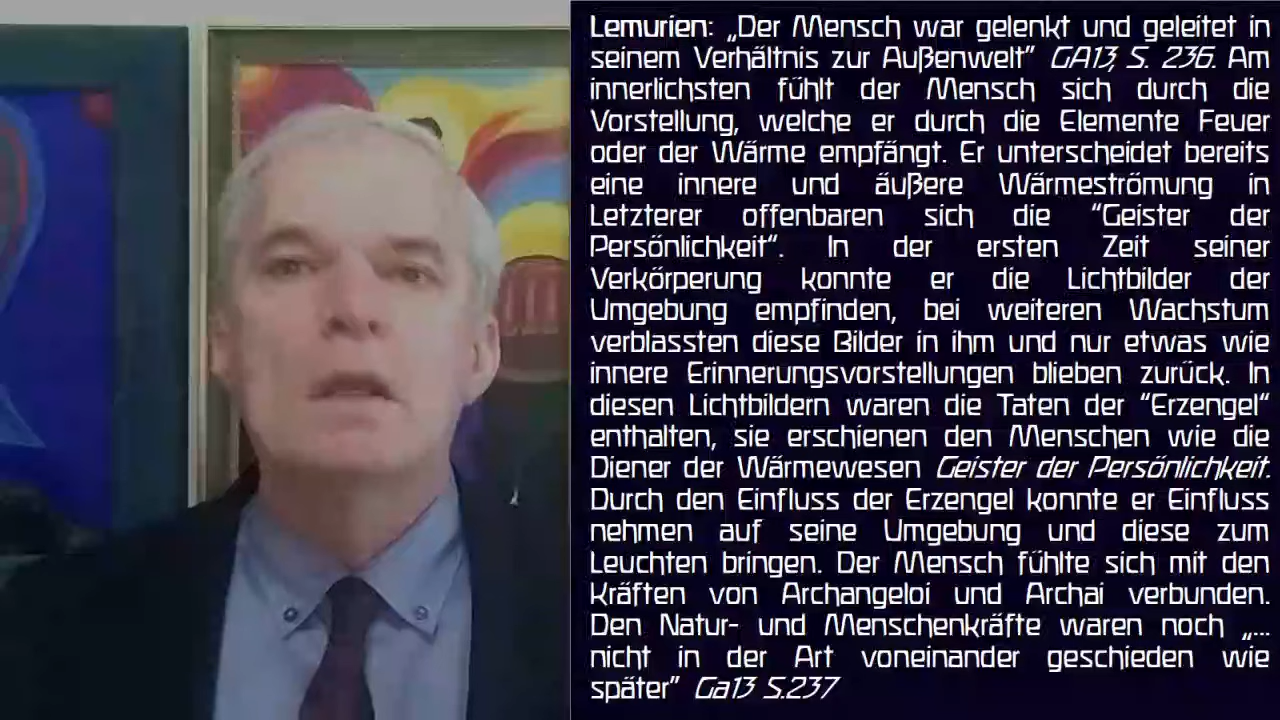 Lemurien: „Der Mensch war gelenkt und geleitet in
seinem Verhältnis zur Außenwelt” GA13, S. 236. Am
innerlichsten fühlt der Mensch sich durch die
Vorstellung, welche er durch die Elemente Feuer
oder der Wärme empfängt. Er unterscheidet bereits
eine innere und äußere Wärmeströmung in
Letzterer offenbaren sich die “Geister der
Persönlichkeit“. In der ersten Zeit seiner
Verkörperung konnte er die Lichtbilder der
Umgebung empfinden, bei weiteren Wachstum
verblassten diese Bilder in ihm und nur etwas wie
innere Erinnerungsvorstellungen blieben zurück. In
diesen Lichtbildern waren die Taten der “Erzengel“
enthalten, sie erschienen den Menschen wie die
Diener der Wärmewesen Geister der Persönlichkeit.
Durch den Einfluss der Erzengel konnte er Einfluss
nehmen auf seine Umgebung und diese zum
Leuchten bringen. Der Mensch fühlte sich mit den
Kräften von Archangeloi und Archai verbunden.
Den Natur- und Menschenkräfte waren noch „...
nicht in der Art voneinander geschieden wie
später” Ga13 S.237